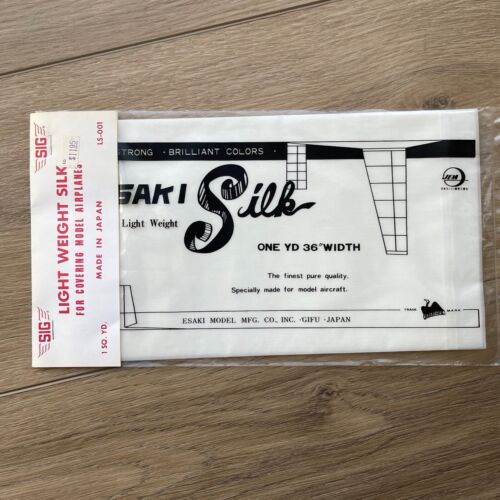 SIG
LIGHT WEIGHT SILK
FOR COVERING MODEL AIRPLANES
MADE IN JAPAN
LS-001
$11.95
1 SQ. YD.
SIG
STRONG · BRILLIANT COLORS ·
SAKI Silk
Light Weight
ONE YD 36"WIDTH
The finest pure quality.
Specially made for model aircraft.
ESAKI MODEL MFG. CO., INC. · GIFU · JAPAN
TRADE MARK